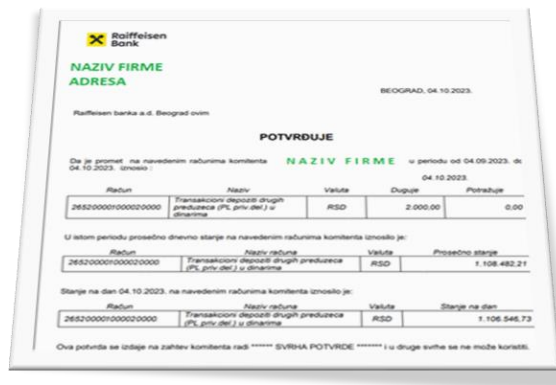 Raiffeisen
Bank
NAZIV FIRME
ADRESA
BEOGRAD, 04.10.2023.
Raiffeisen banka a.d. Beograd ovim
POTVRĐUJE
Da je promet na navedenim računima komitenta NAZIV FIRME u periodu od 04.09.2023. do
04.10.2023. iznosio : 04.10.2023.
Račun Naziv Valuta Duguje Potražuje
265200001000020000 Transakcioni depoziti drugih preduzeca (PL priv.del.) u dinarima RSD 2.000,00 0,00
U istom periodu prosečno dnevno stanje na navedenim računima komitenta iznosilo je:
Račun Naziv računa Valuta Prosečno stanje
265200001000020000 Transakcioni depoziti drugih preduzeca (PL priv.del.) u dinarima RSD 1.108.482,21
Stanje na dan 04.10.2023. na navedenim računima komitenta iznosilo je:
Račun Naziv računa Valuta Stanje na dan
265200001000020000 Transakcioni depoziti drugih preduzeca (PL priv.del.) u dinarima RSD 1.106.546,73
Ova potvrda se izdaje na zahtev komitenta radi ****** SVRHA POTVRDE ******* i u druge svrhe se ne može koristiti.